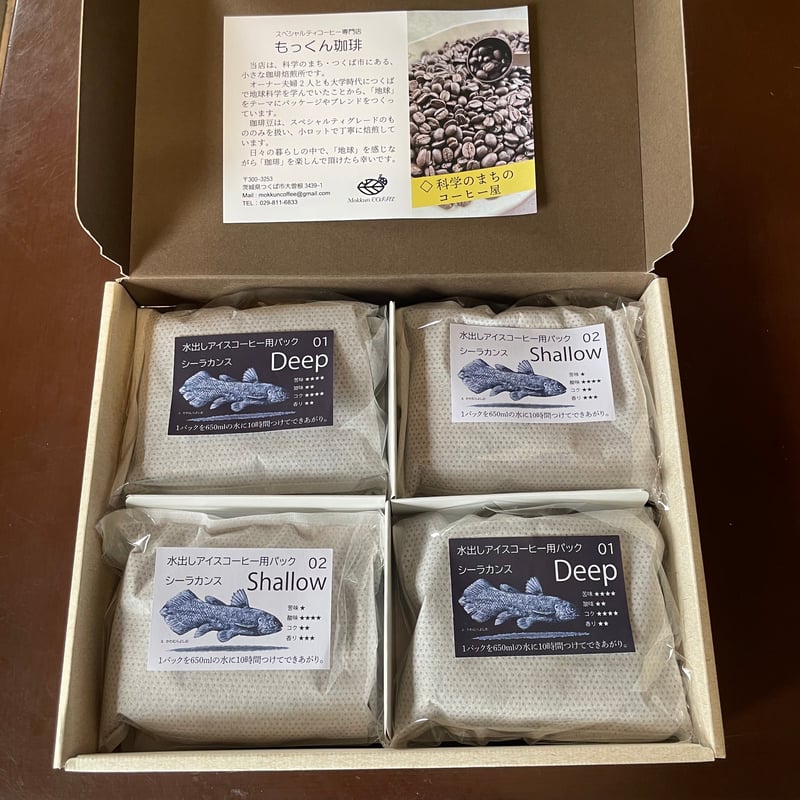 スペシャルティコーヒー専門店
もっくん珈琲
当店は、科学のまち・つくば市にある、
小さな珈琲焙煎所です。
オーナー夫婦2人とも大学時代につくば
で地球科学を学んでいたことから、「地球」
をテーマにパッケージやブレンドをつくっ
ています。
珈琲豆は、スペシャルティグレードのも
ののみを扱い、小ロットで丁寧に焙煎して
います。
日々の暮らしの中で、「地球」を感じな
がら「珈琲」を楽しんで頂けたら幸いです。
〒300-3253
茨城県つくば市大曽根 3439-1
Mail : mokkuncoffee@gmail.com
TEL : 029-811-6833
Mokkun COFFEE
◇科学のまちの
コーヒー屋
水出しアイスコーヒー用パック 01
シーラカンス Deep
苦味 ★★★★
酸味 ★★
コク ★★★★
香り ★★
1パックを650mlの水に10時間つけてできあがり。
水出しアイスコーヒー用パック 02
シーラカンス Shallow
苦味 ★
酸味 ★★★★
コク ★★
香り ★★★
1パックを650mlの水に10時間つけてできあがり。
水出しアイスコーヒー用パック 02
シーラカンス Shallow
苦味 ★
酸味 ★★★★
コク ★★
香り ★★★
1パックを650mlの水に10時間つけてできあがり。
水出しアイスコーヒー用パック 01
シーラカンス Deep
苦味 ★★★★
酸味 ★★
コク ★★★★
香り ★★
1パックを650mlの水に10時間つけてできあがり。